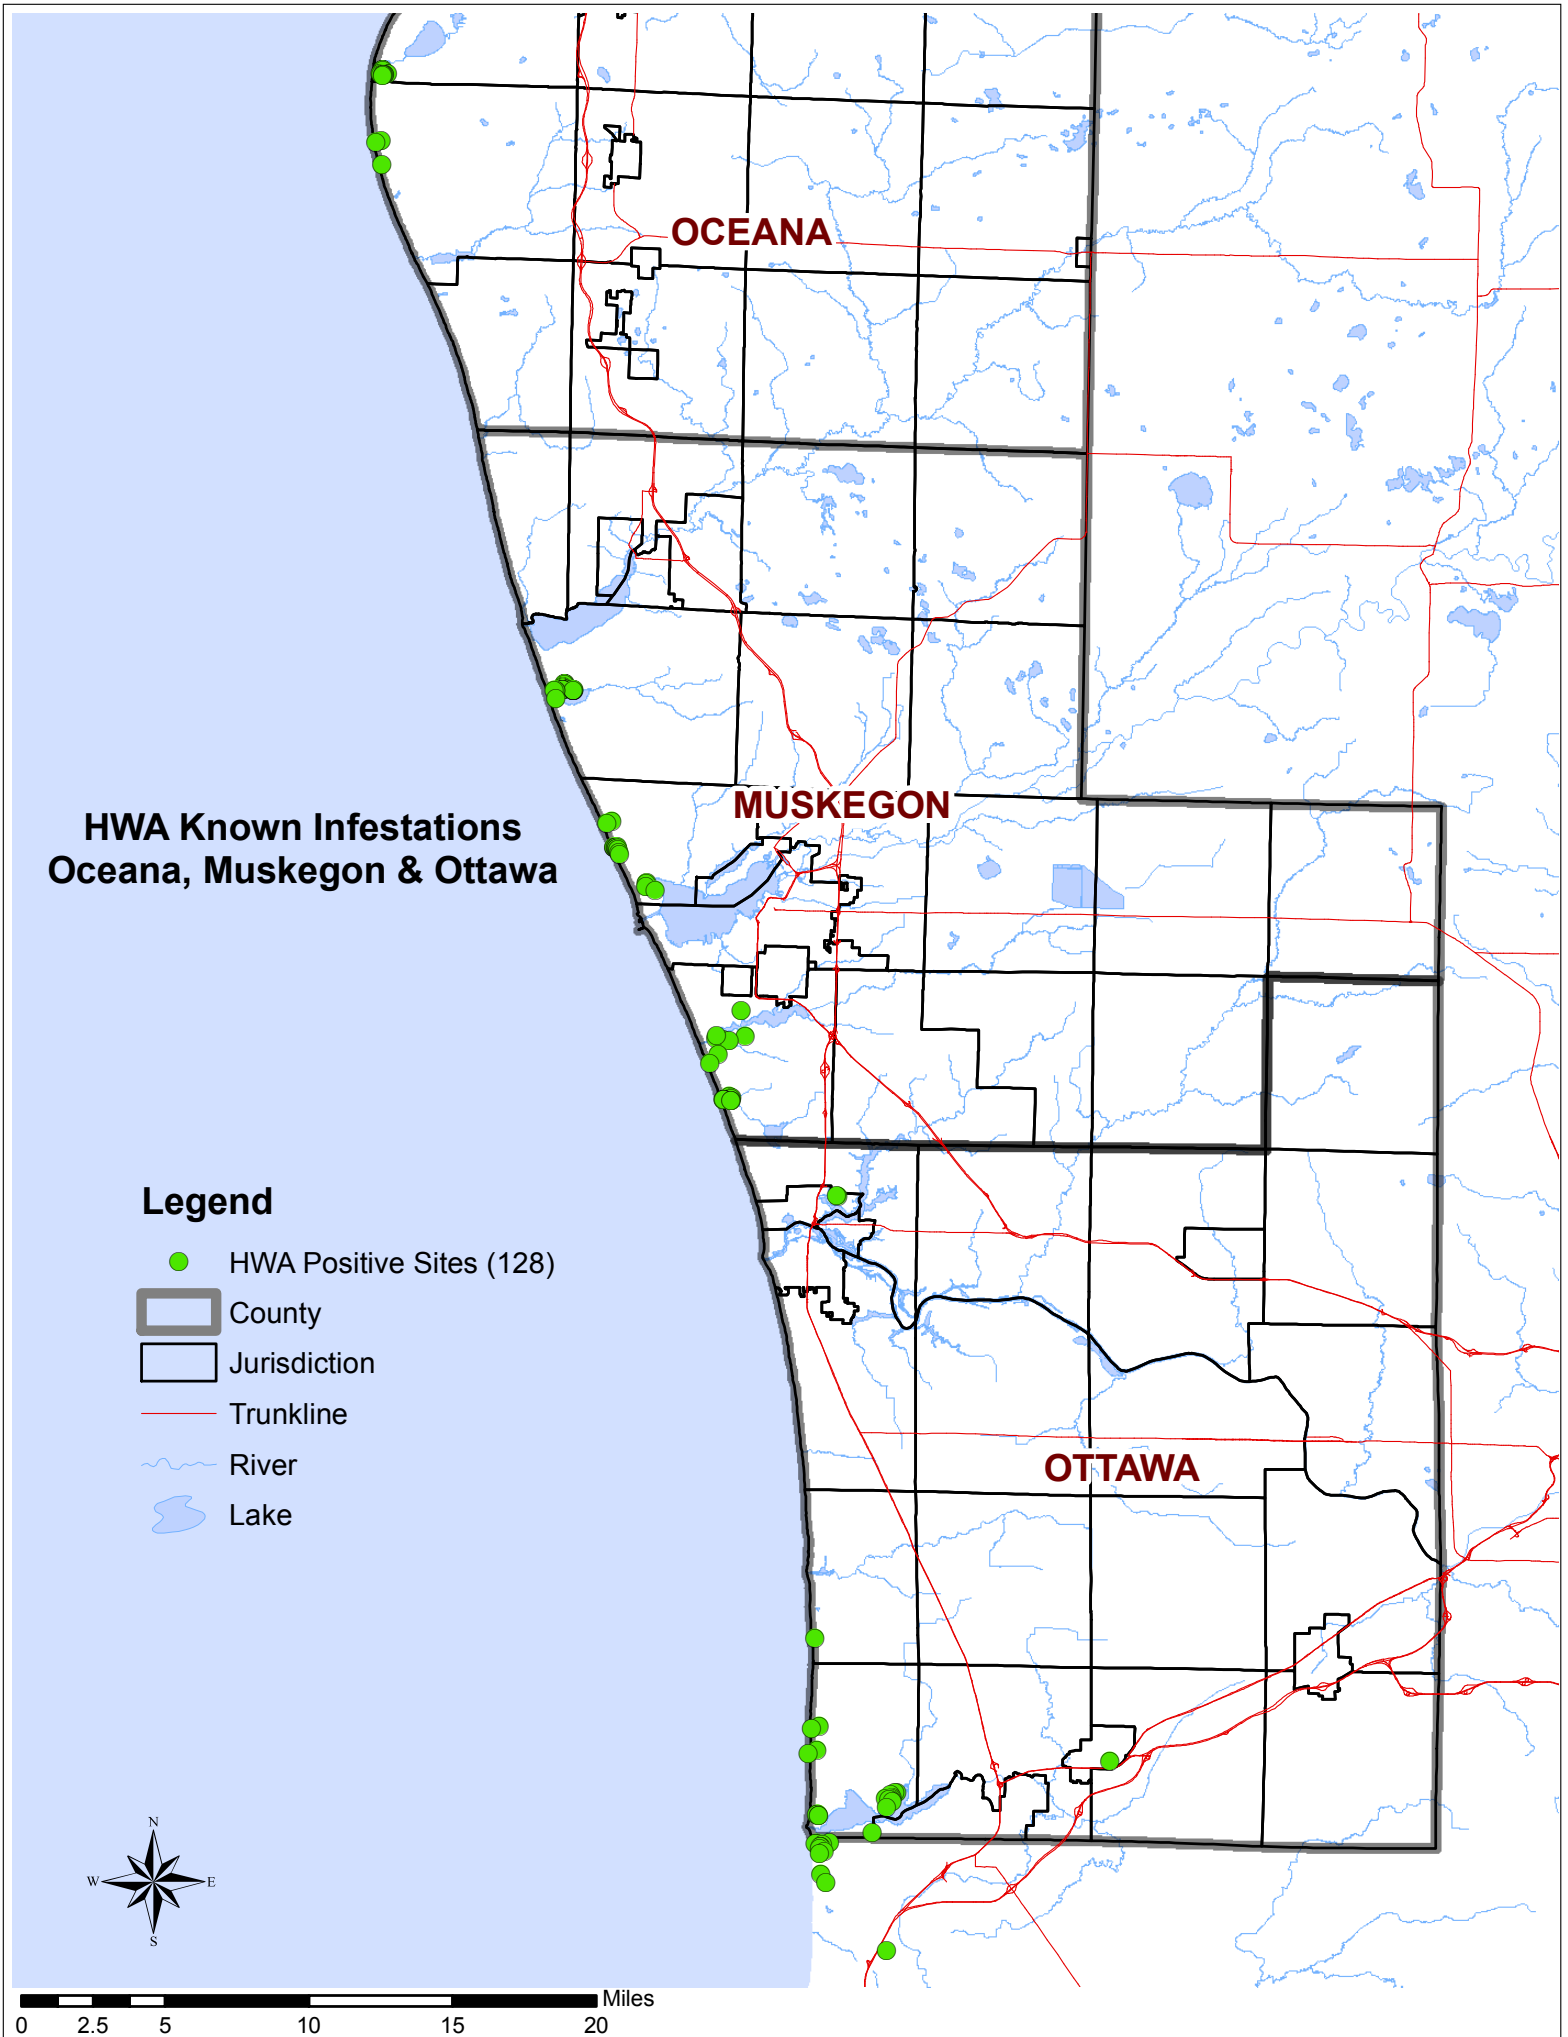 OCEANA
MUSKEGON
HWA Known Infestations
Oceana, Muskegon & Ottawa
Legend
HWA Positive Sites (128)
County
Jurisdiction
Trunkline
River
Lake
OTTAWA
N
W E
S
Miles
0 2.5 5 10 15 20